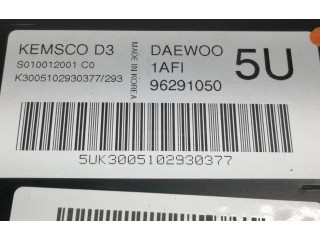 KEMSCO D3
S010012001 C0
K3005102930377/293
MADE IN KOREA
DAEWOO
1AFI
96291050
5U
5UK3005102930377